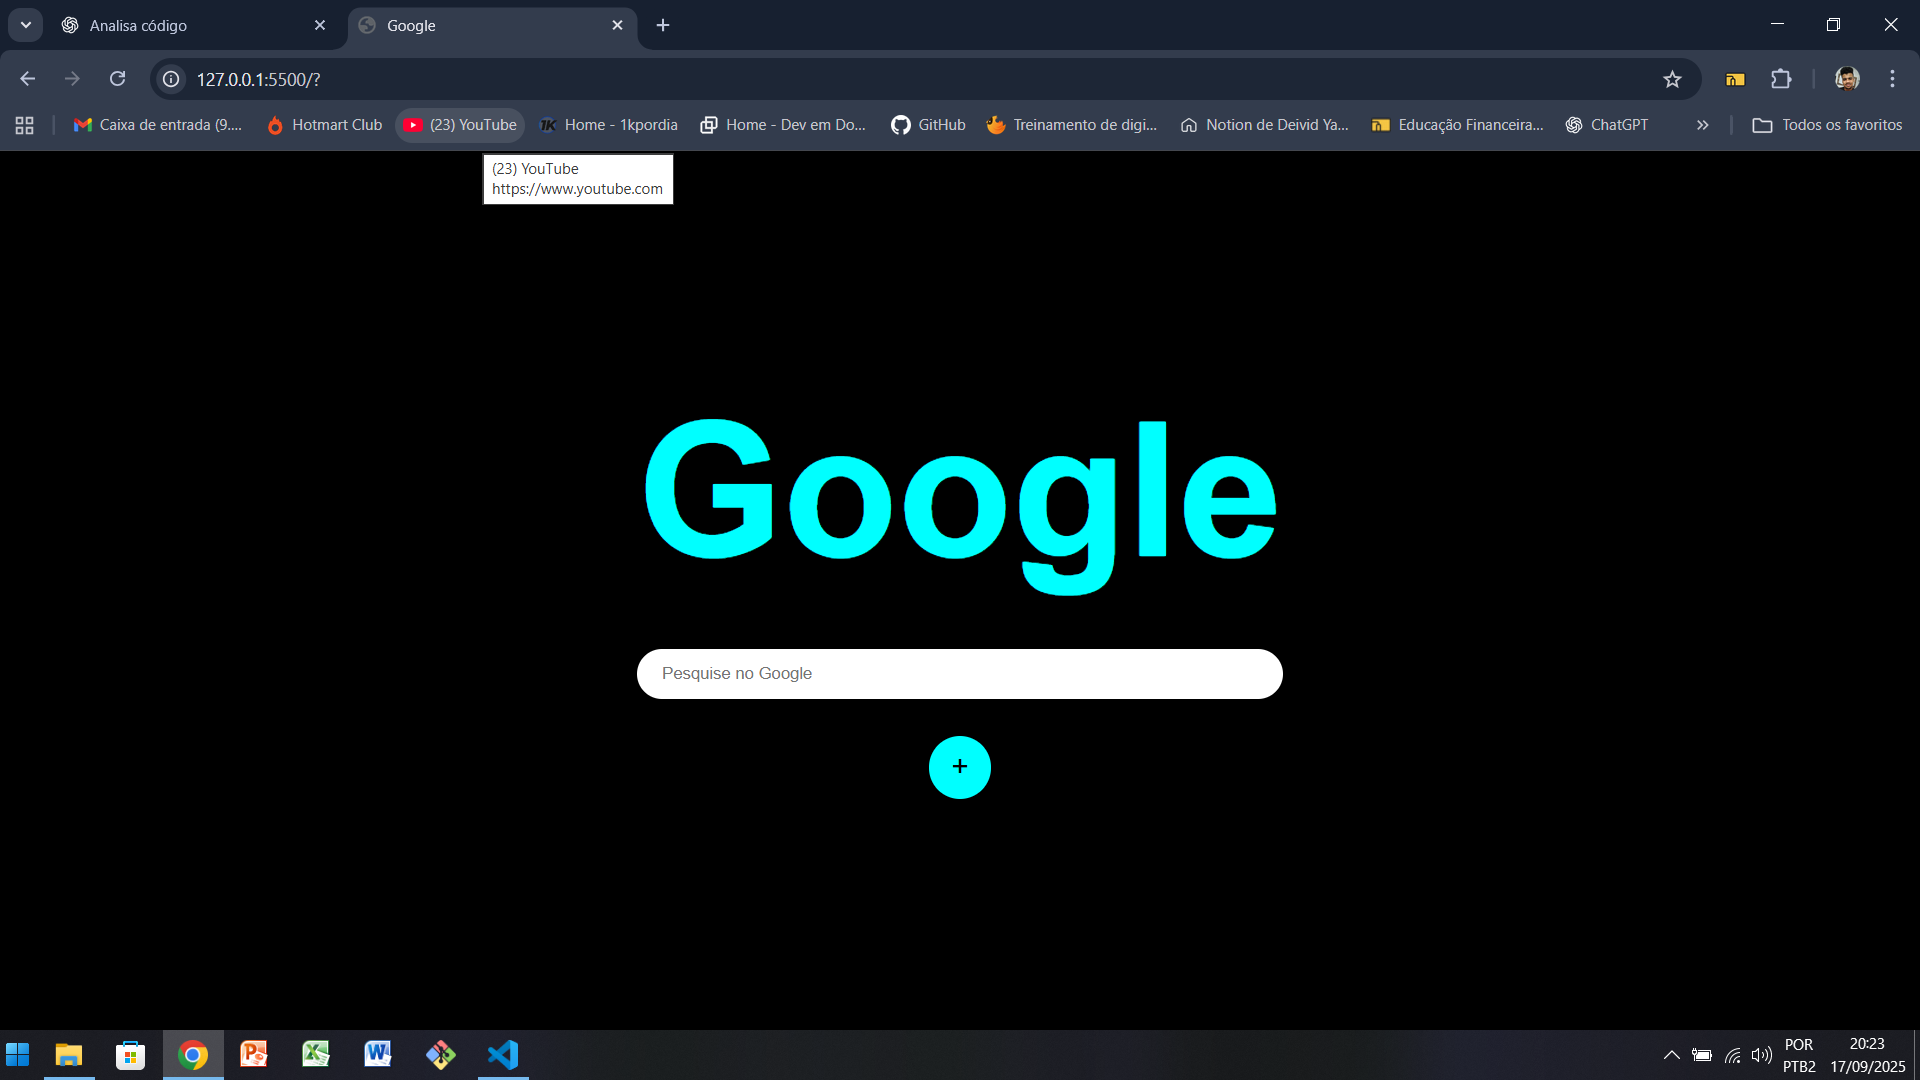 Analisa código
Google
127.0.0.1:5500/?
Caixa de entrada (9....
Hotmart Club
(23) YouTube
1K
Home - 1kpordia
Home - Dev em Do...
GitHub
Treinamento de digi...
Notion de Deivid Ya...
Educação Financeira...
ChatGPT
Todos os favoritos
(23) YouTube
https://www.youtube.com
Google
Pesquise no Google
+
POR
PTB2
20:23
17/09/2025